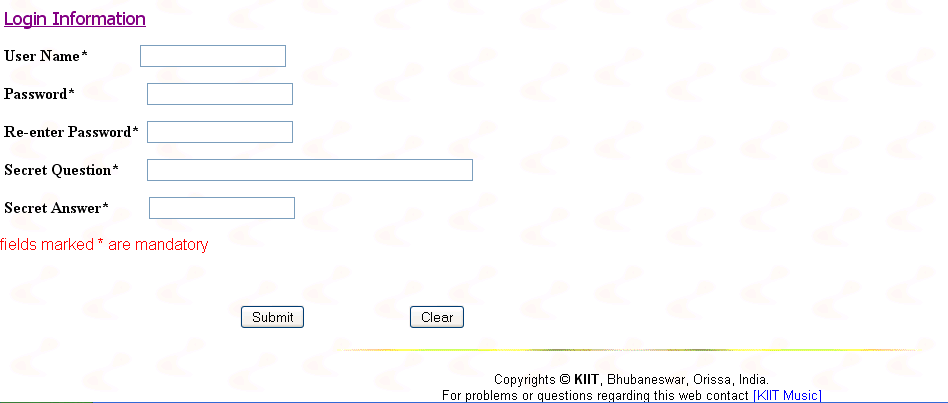 Login Information
User Name*
Password*
Re-enter Password*
Secret Question*
Secret Answer*
fields marked * are mandatory
Submit Clear
Copyrights © KIIT, Bhubaneswar, Orissa, India.
For problems or questions regarding this web contact [KIIT Music]